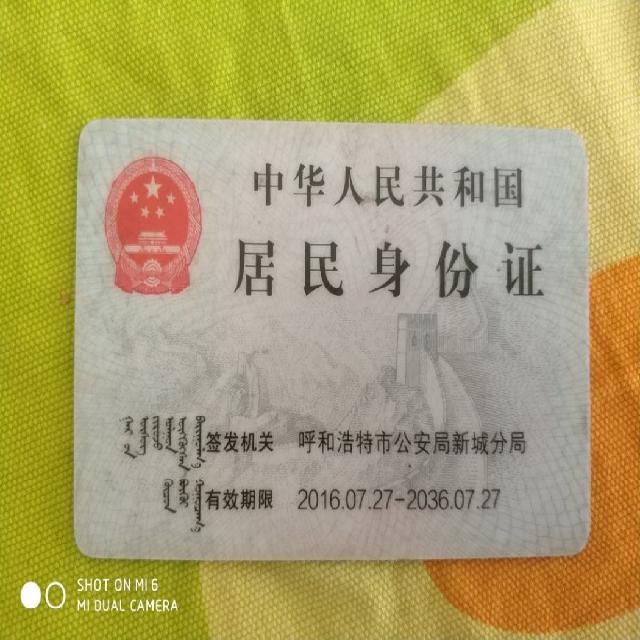 中华人民共和国
居民身份证
签发机关 呼和浩特市公安局新城分局
有效期限 2016.07.27-2036.07.27
SHOT ON MI 6
MI DUAL CAMERA